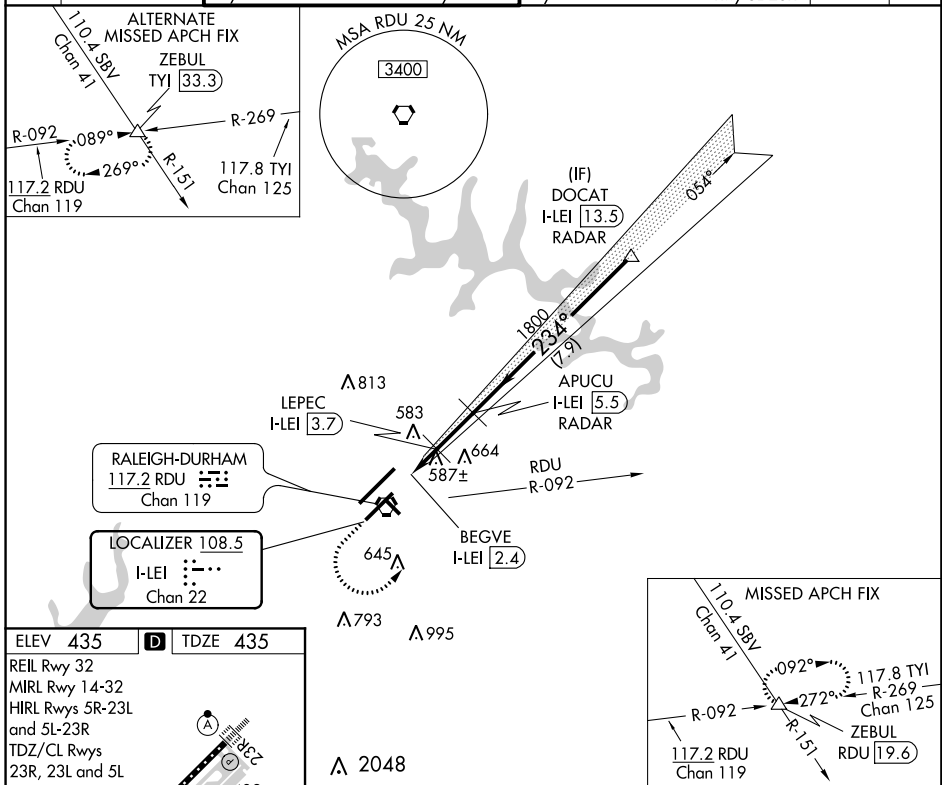 ALTERNATE
MISSED APCH FIX
110.4 SBV
Chan 41
ZEBUL
TYI 33.3
R-092
089°
R-269
269°
R-151
117.2 RDU
Chan 119
117.8 TYI
Chan 125
MSA RDU 25 NM
3400
(IF)
DOCAT
I-LEI 13.5
RADAR
054°
1800
234°
(7.9)
813
LEPEC
I-LEI 3.7
583
APUCU
I-LEI 5.5
RADAR
664
587±
RALEIGH-DURHAM
117.2 RDU
Chan 119
RDU
R-092
LOCALIZER 108.5
I-LEI
Chan 22
645
BEGVE
I-LEI 2.4
793
995
ELEV 435 D TDZE 435
REIL Rwy 32
MIRL Rwy 14-32
HIRL Rwys 5R-23L
and 5L-23R
TDZ/CL Rwys
23R, 23L and 5L
A
23R
P
2048
MISSED APCH FIX
110.4 SBV
Chan 41
092°
117.8 TYI
R-269
Chan 125
272°
R-092
R-151
ZEBUL
RDU 19.6
117.2 RDU
Chan 119